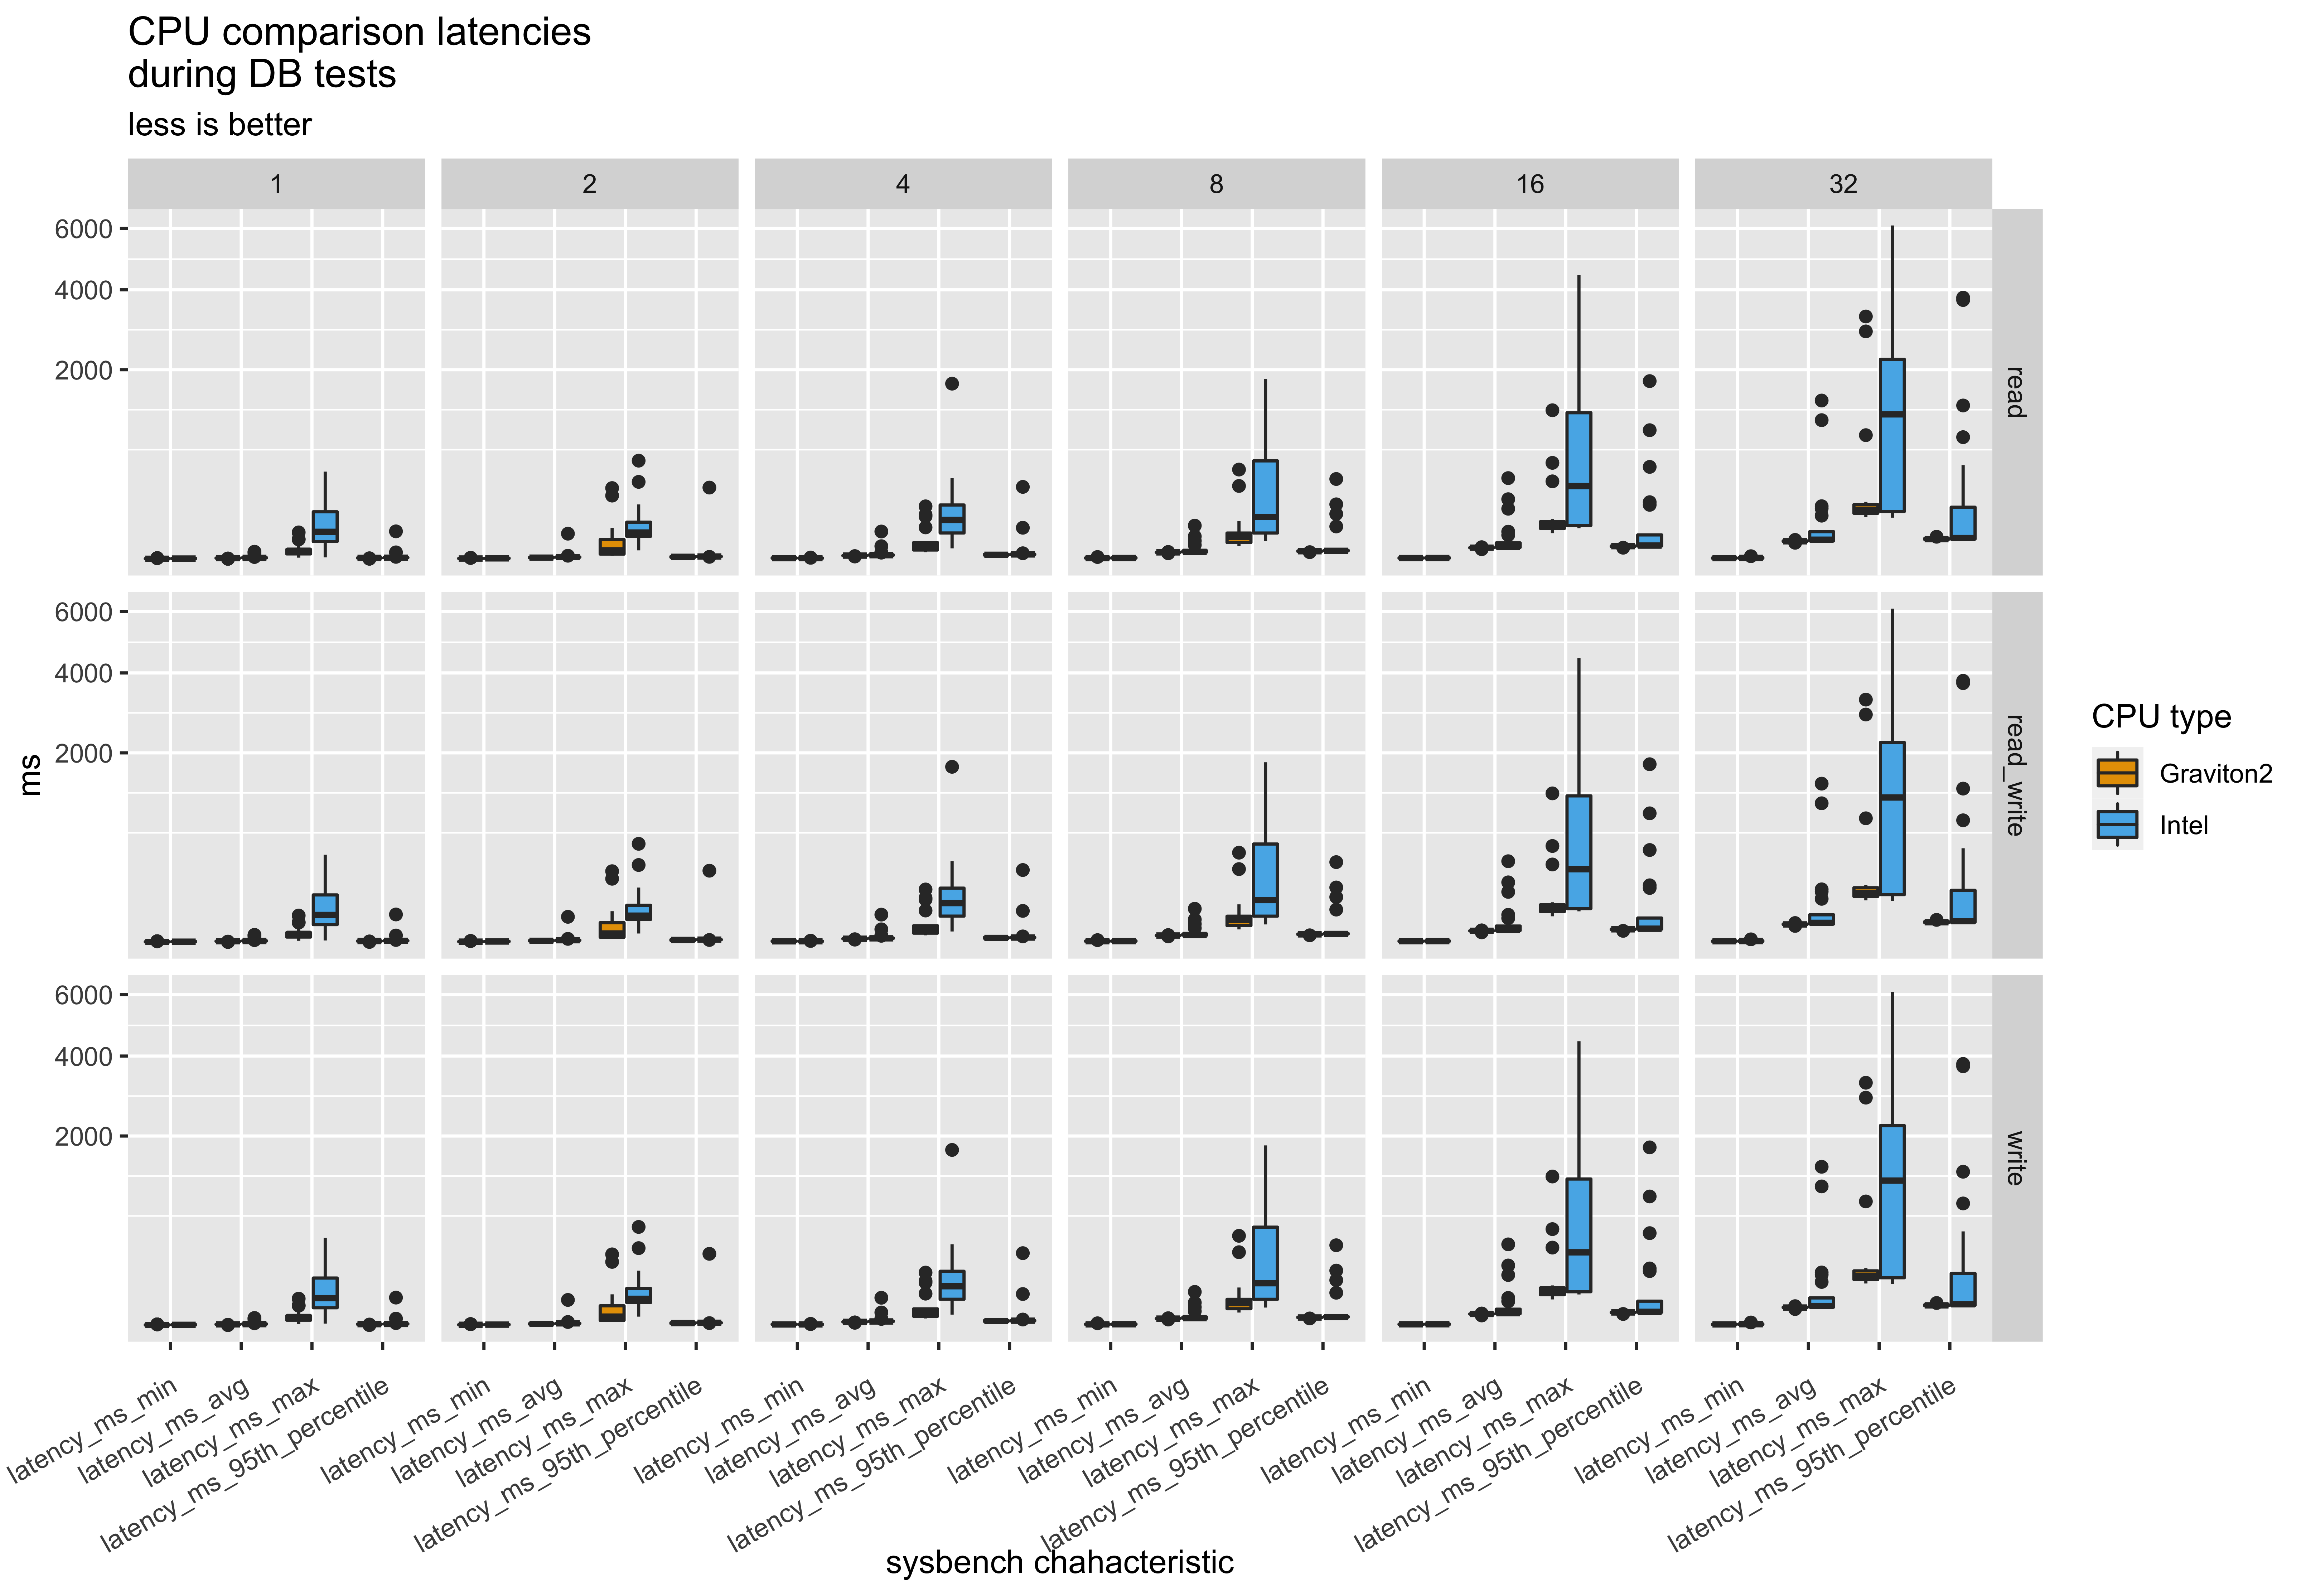 CPU comparison latencies
during DB tests
less is better
1 2 4 8 16 32
6000
4000
2000
read
6000
4000
2000
read_write
6000
4000
2000
write
ms
latency_ms_min
latency_ms_avg
latency_ms_max
latency_ms_95th_percentile
latency_ms_min
latency_ms_avg
latency_ms_max
latency_ms_95th_percentile
latency_ms_min
latency_ms_avg
latency_ms_max
latency_ms_95th_percentile
latency_ms_min
latency_ms_avg
latency_ms_max
latency_ms_95th_percentile
latency_ms_min
latency_ms_avg
latency_ms_max
latency_ms_95th_percentile
latency_ms_min
latency_ms_avg
latency_ms_max
latency_ms_95th_percentile
sysbench chahacteristic
CPU type
Graviton2
Intel